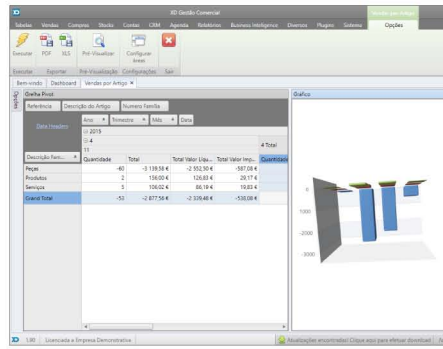 XD Gestão Comercial
Vendas por Artigo
Tabelas Vendas Compras Stocks Contas CRM Agenda Relatórios Business Inteligence Diversos Plugins Sistema Opções
Executar PDF XLS Pré-Visualizar Configurar áreas
Executar Exportar Pré-Visualização Configurações Sair
Bem-vindo Dashboard Vendas por Artigo
Opções
Grelha Pivot Gráfico
Referência Descrição do Artigo Numero Família
Data Headers
Ano Trimestre Mês Data
2015
4 4 Total
11
Descrição Fam... Quantidade Total Total Valor Líqu... Total Valor Imp... Quantidade
Peças -60 -3 139,58 € -2 552,50 € -587,08 €
Produtos 2 156,00 € 126,83 € 29,17 €
Serviços 5 106,02 € 86,19 € 19,83 €
Grand Total -53 -2 877,56 € -2 339,48 € -538,08 €
0
-1000
-2000
-3000
1.80 Licenciada a Empresa Demonstrativa
Atualizações encontradas! Clique aqui para efetuar download